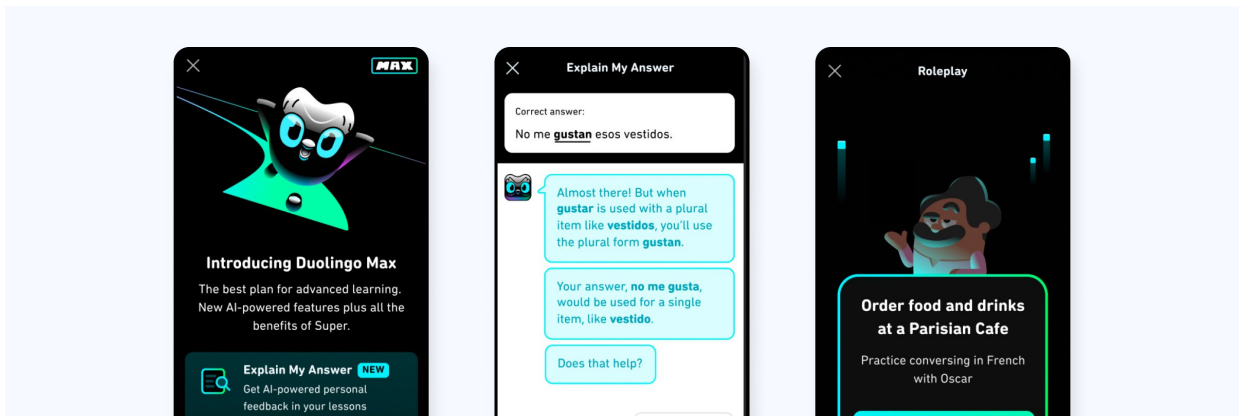 MAX
Introducing Duolingo Max
The best plan for advanced learning.
New AI-powered features plus all the
benefits of Super.
Explain My Answer NEW
Get AI-powered personal
feedback in your lessons
Explain My Answer
Correct answer:
No me gustan esos vestidos.
Almost there! But when
gustar is used with a plural
item like vestidos, you'll use
the plural form gustan.
Your answer, no me gusta,
would be used for a single
item, like vestido.
Does that help?
Roleplay
Order food and drinks
at a Parisian Cafe
Practice conversing in French
with Oscar